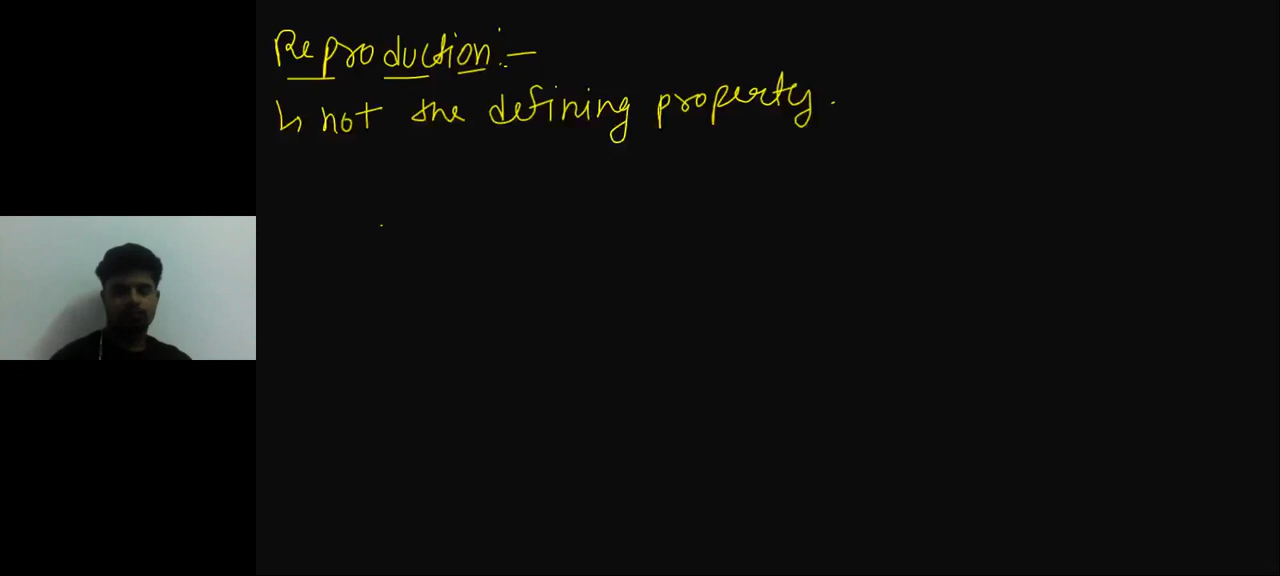 Reproduction:-
↳ not the defining property.